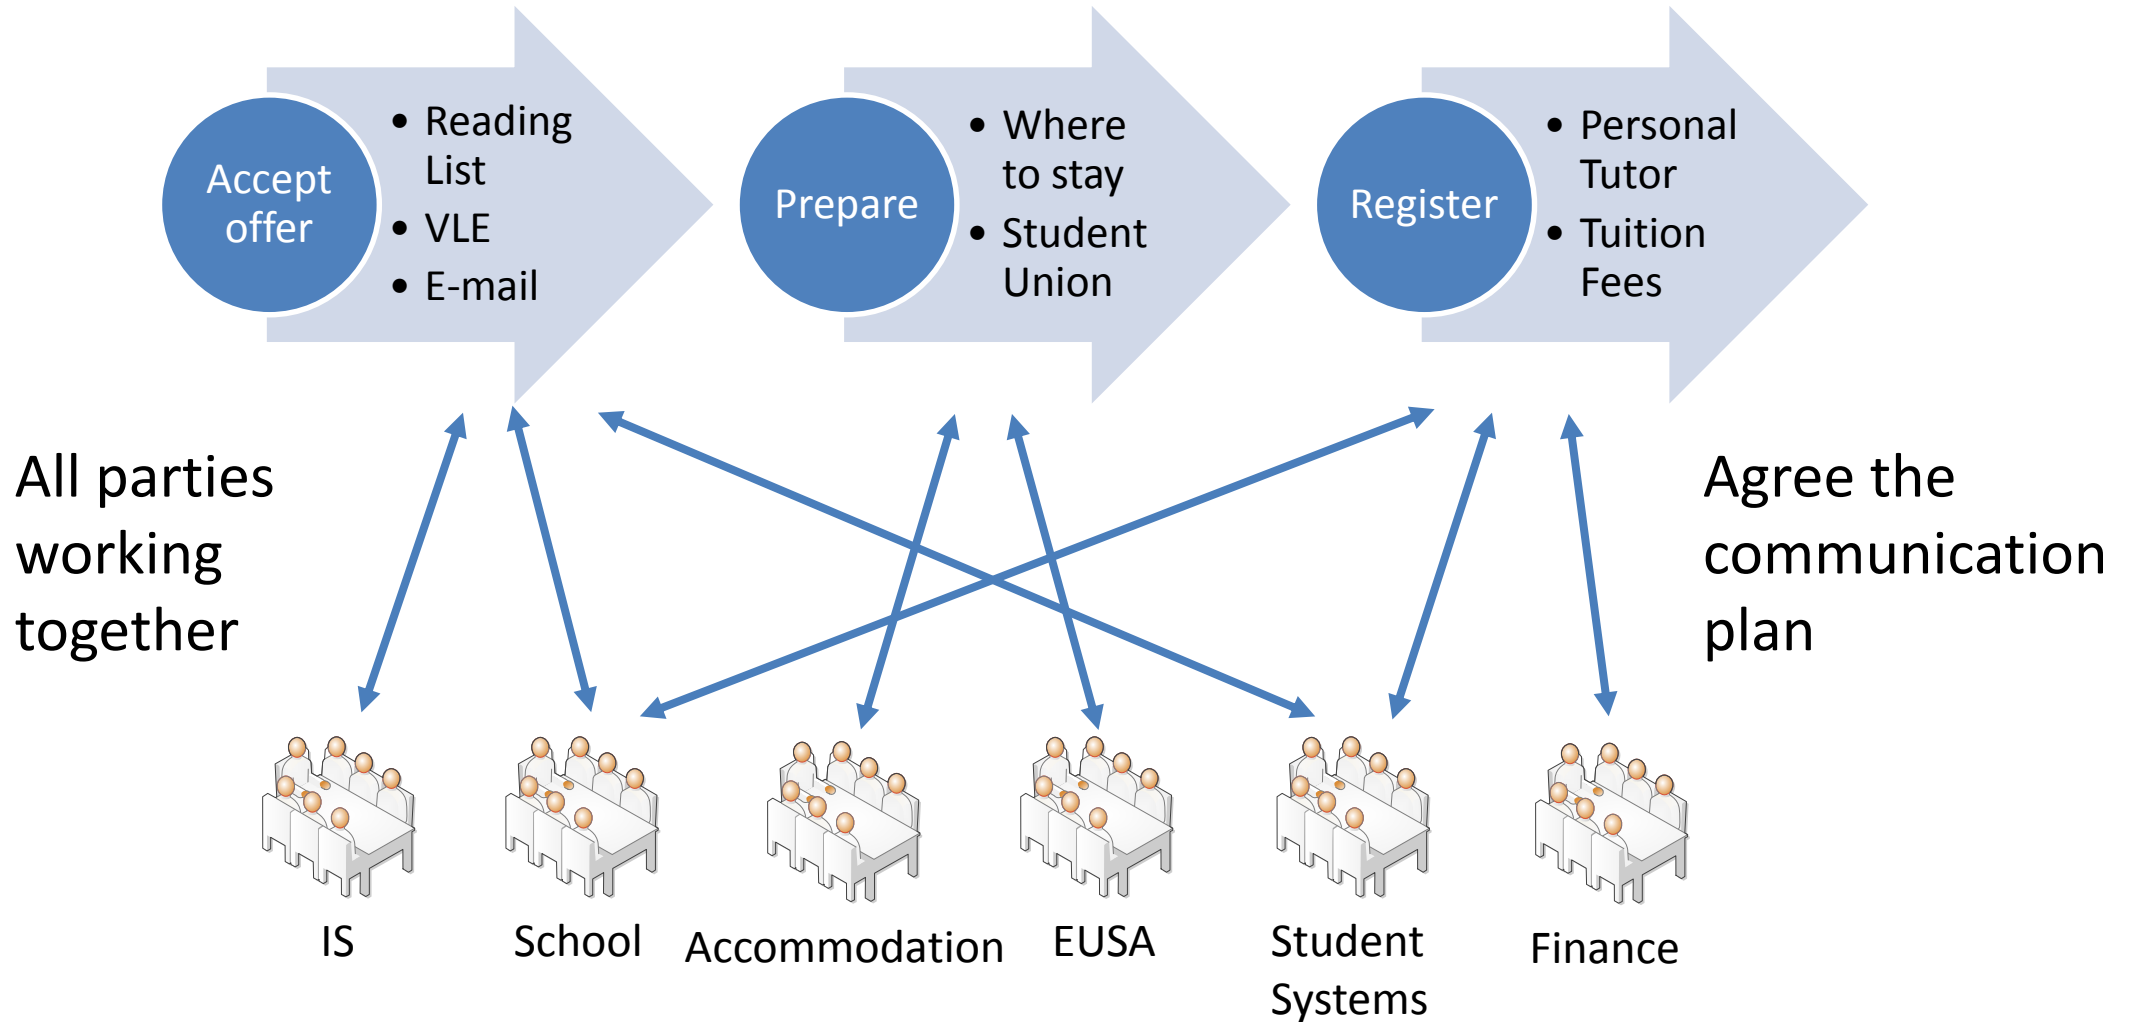 Accept
offer
• Reading
List
• VLE
• E-mail
Prepare
• Where
to stay
• Student
Union
Register
• Personal
Tutor
• Tuition
Fees
All parties
working
together
Agree the
communication
plan
IS
School
Accommodation
EUSA
Student
Systems
Finance